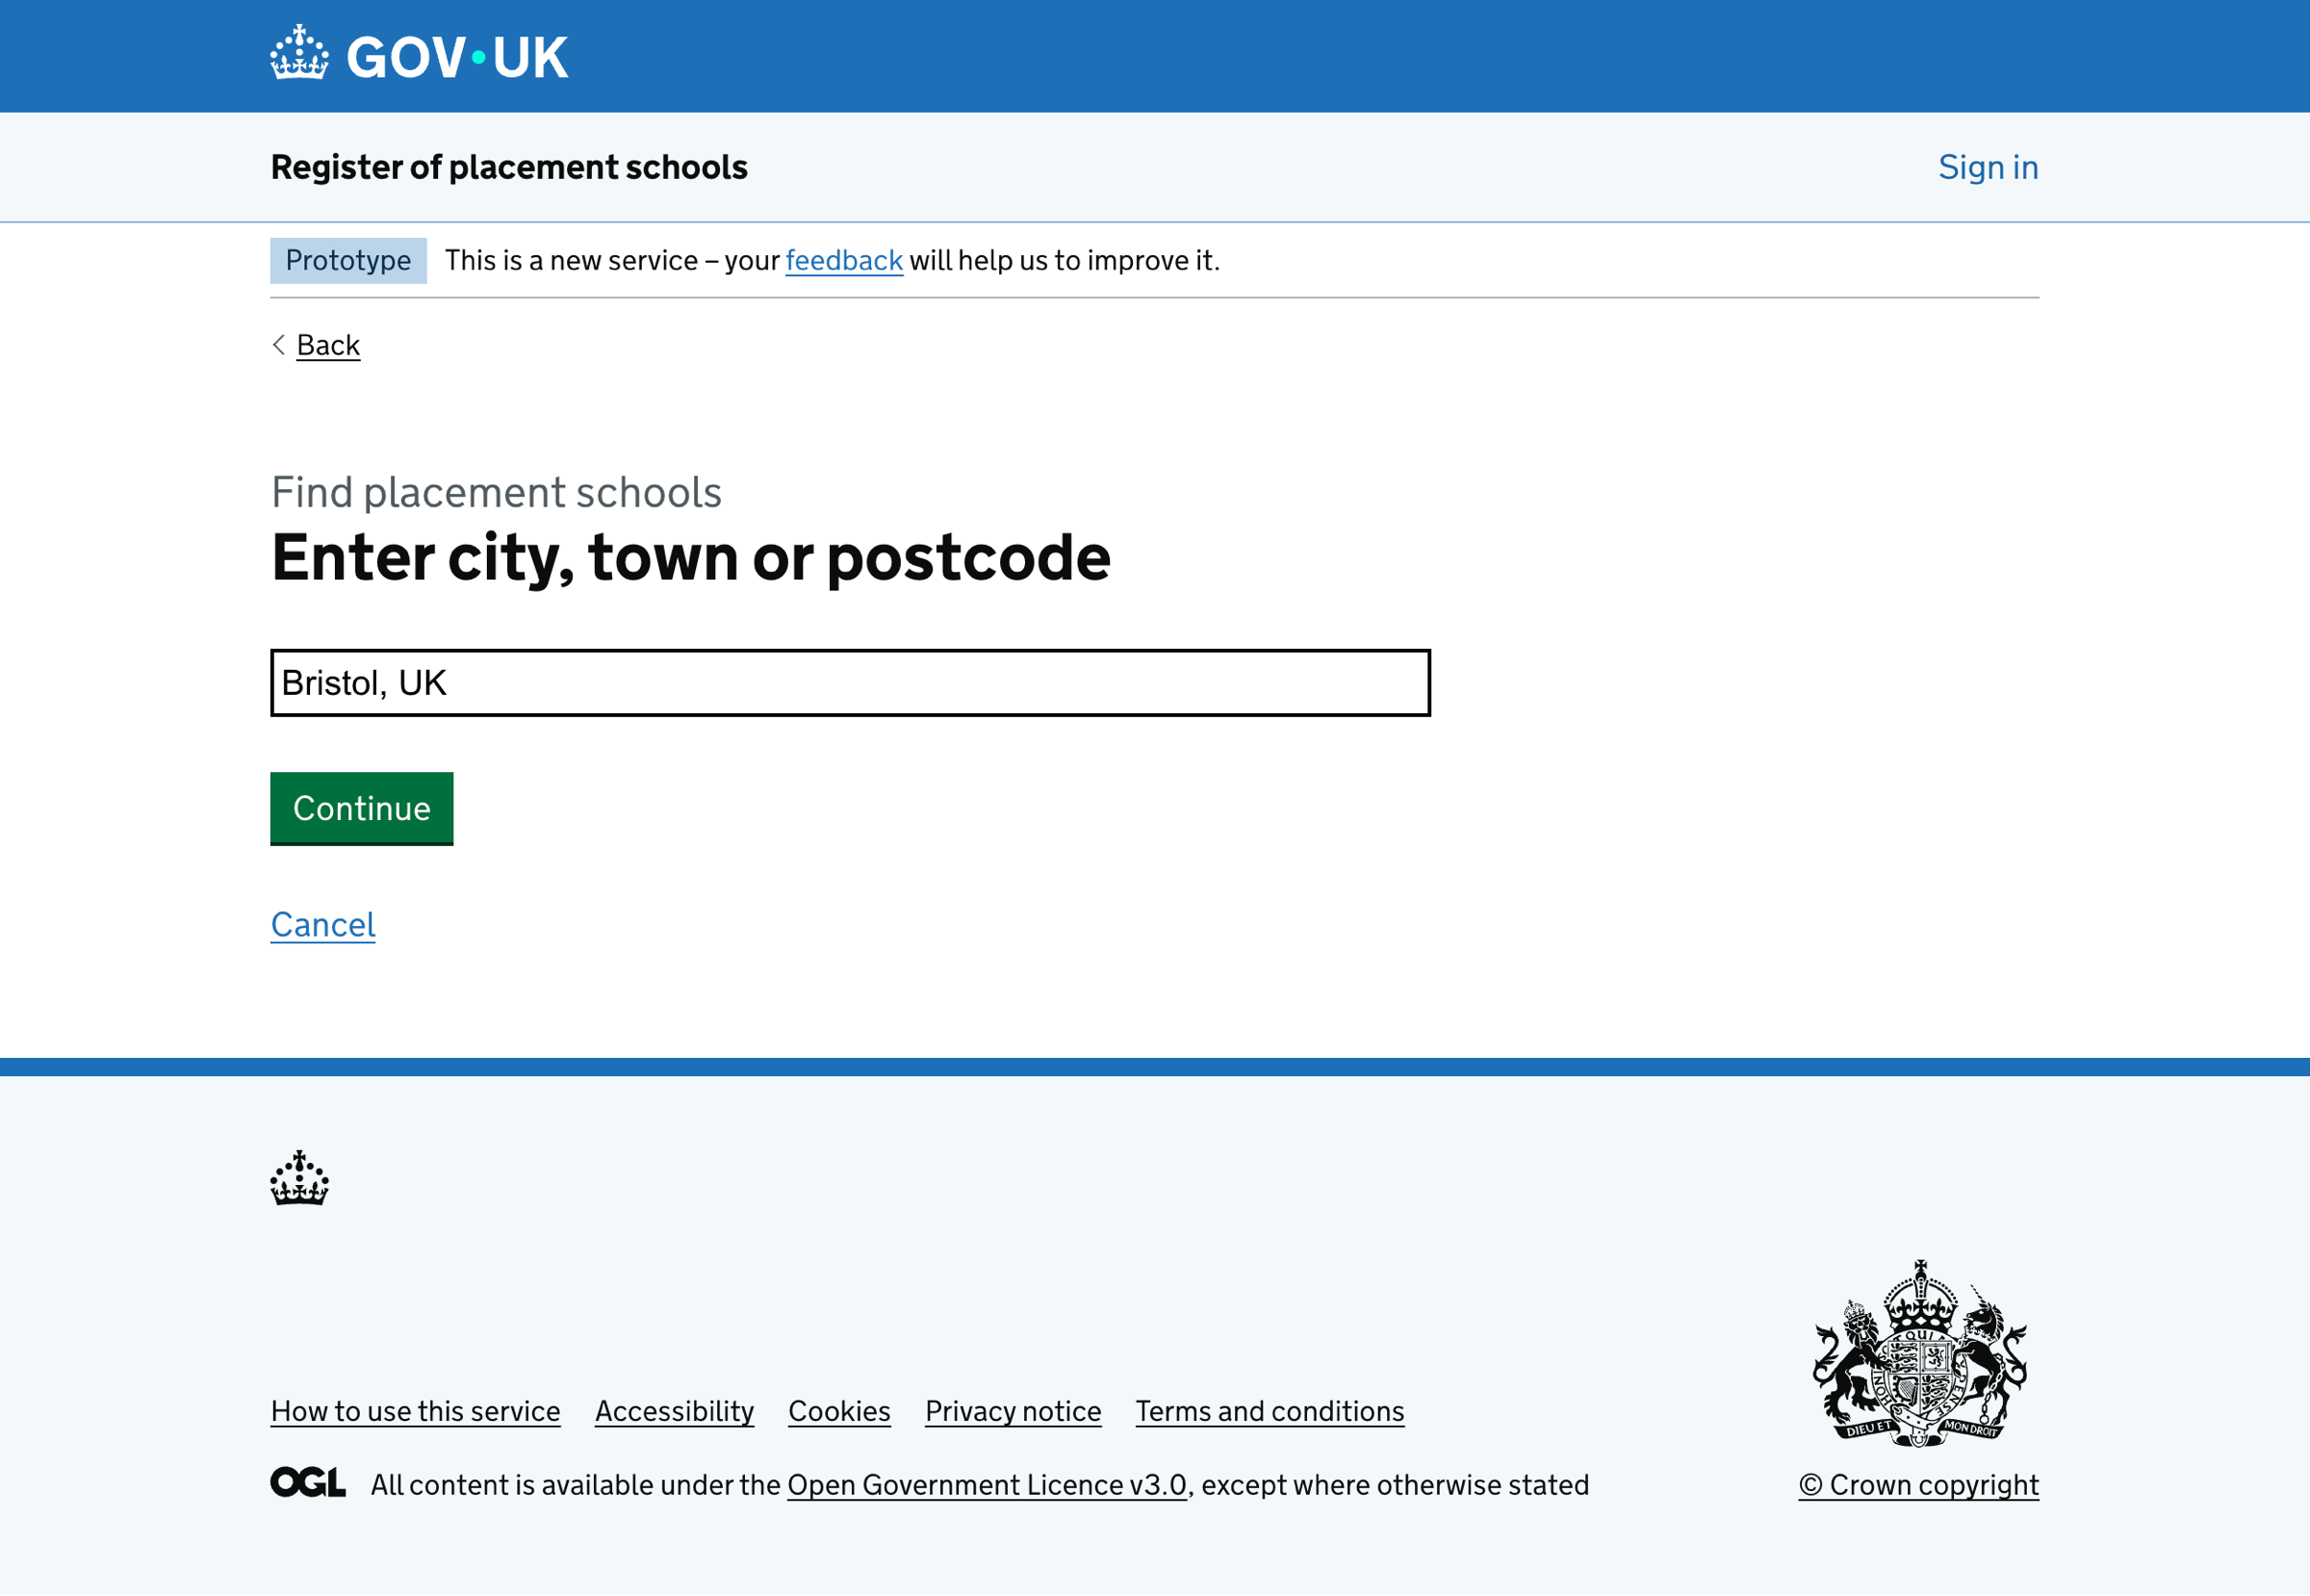 GOV·UK
Register of placement schools
Sign in
Prototype
This is a new service – your feedback will help us to improve it.
Back
Find placement schools
Enter city, town or postcode
Bristol, UK
Continue
Cancel
How to use this service
Accessibility
Cookies
Privacy notice
Terms and conditions
DIEU ET MON DROIT
OGL
All content is available under the Open Government Licence v3.0, except where otherwise stated
© Crown copyright